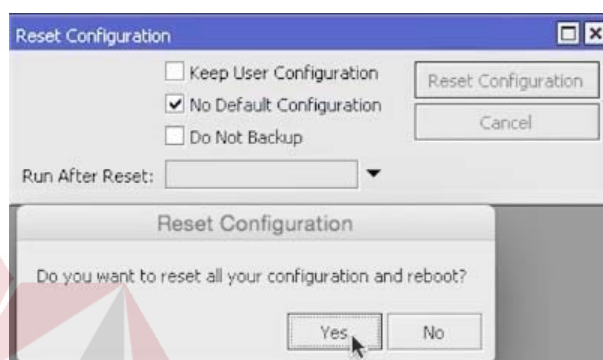 Reset Configuration
Keep User Configuration
Reset Configuration
No Default Configuration
Cancel
Do Not Backup
Run After Reset:
Reset Configuration
Do you want to reset all your configuration and reboot?
Yes
No